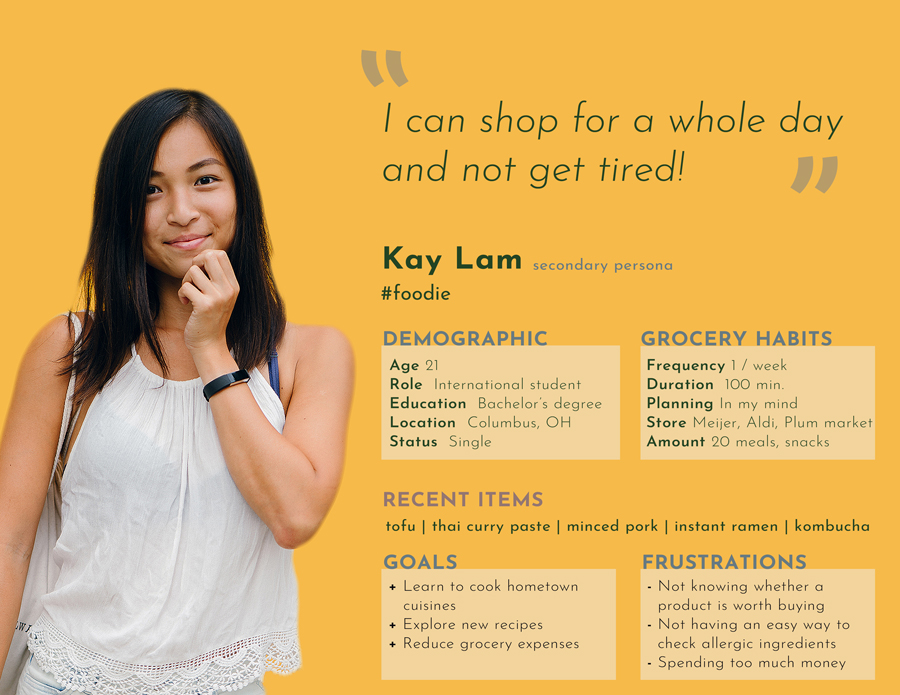 “
I can shop for a whole day
and not get tired!
”
Kay Lam secondary persona
#foodie
DEMOGRAPHIC
Age 21
Role International student
Education Bachelor's degree
Location Columbus, OH
Status Single
GROCERY HABITS
Frequency 1 / week
Duration 100 min.
Planning In my mind
Store Meijer, Aldi, Plum market
Amount 20 meals, snacks
RECENT ITEMS
tofu | thai curry paste | minced pork | instant ramen | kombucha
GOALS
+ Learn to cook hometown
cuisines
+ Explore new recipes
+ Reduce grocery expenses
FRUSTRATIONS
- Not knowing whether a
product is worth buying
- Not having an easy way to
check allergic ingredients
- Spending too much money